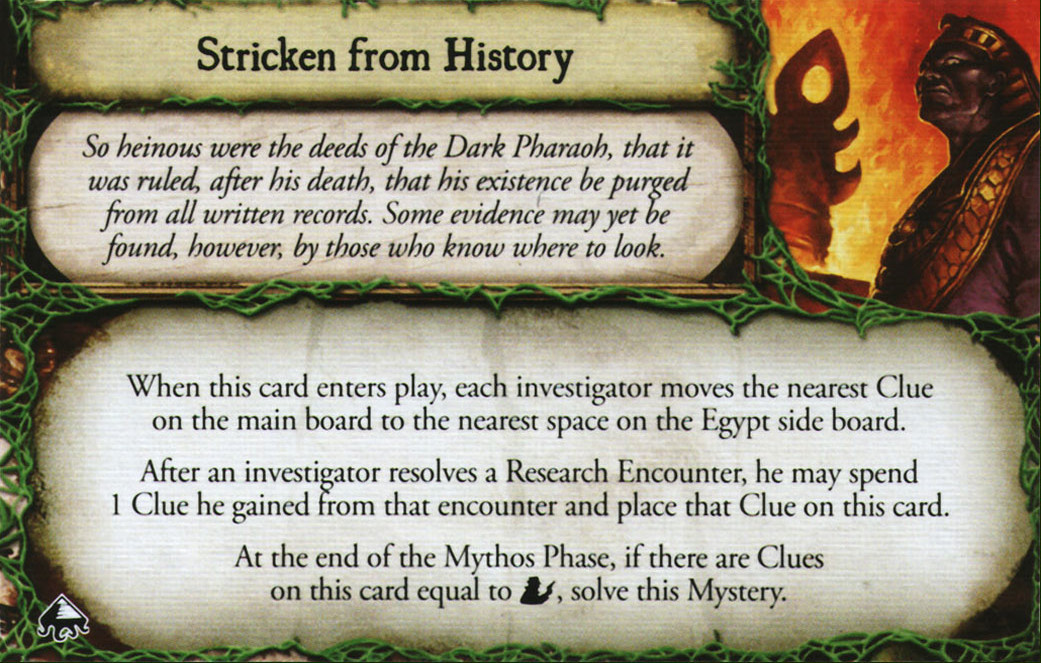 Stricken from History
So heinous were the deeds of the Dark Pharaoh, that it
was ruled, after his death, that his existence be purged
from all written records. Some evidence may yet be
found, however, by those who know where to look.
When this card enters play, each investigator moves the nearest Clue
on the main board to the nearest space on the Egypt side board.
After an investigator resolves a Research Encounter, he may spend
1 Clue he gained from that encounter and place that Clue on this card.
At the end of the Mythos Phase, if there are Clues
on this card equal to , solve this Mystery.